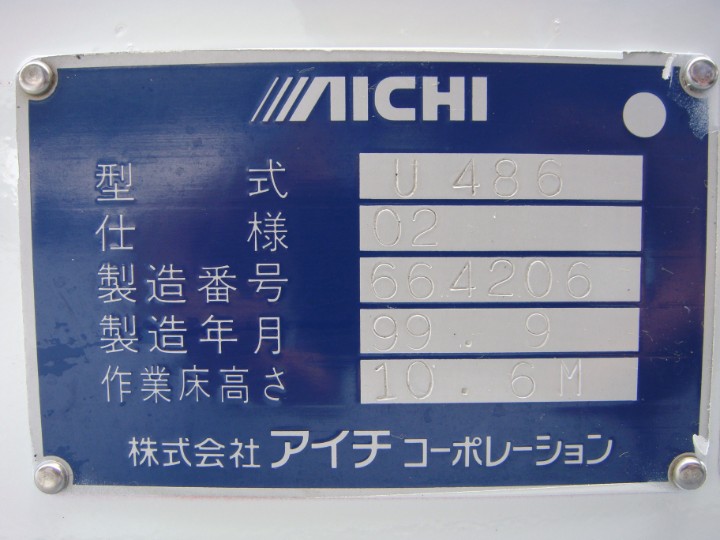 AICHI
型式 U 486
仕様 02
製造番号 664206
製造年月 99.9
作業床高さ 10.6M
株式会社 アイチ コーポレーション